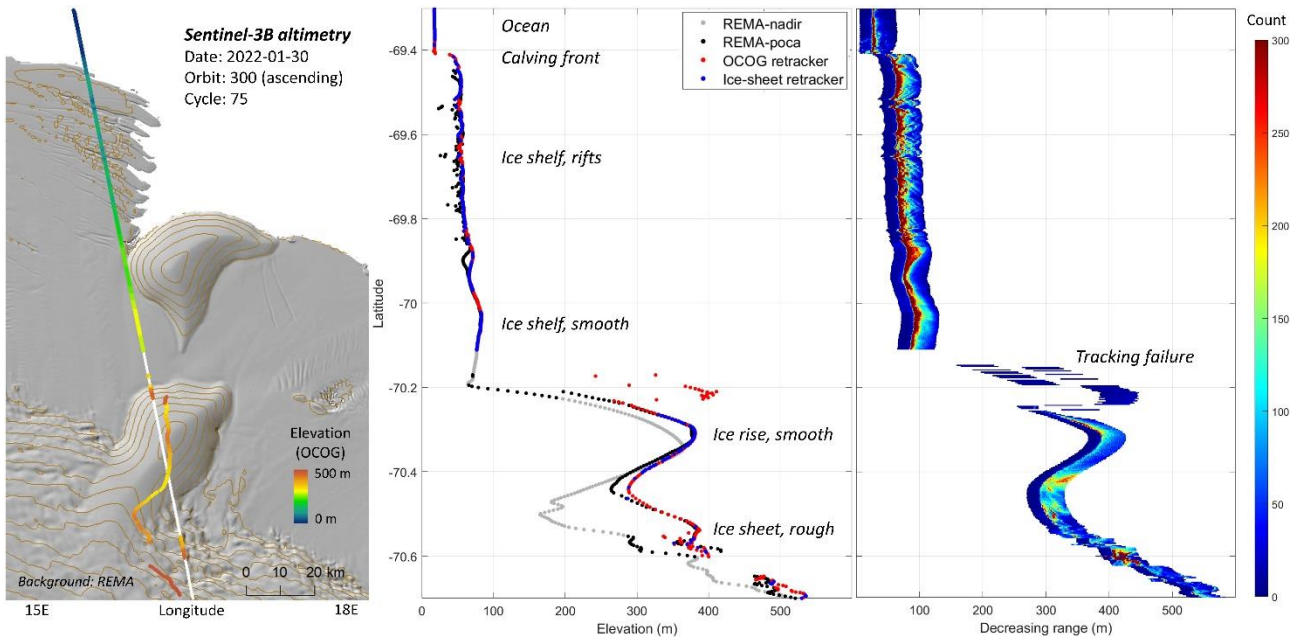 Sentinel-3B altimetry
Date: 2022-01-30
Orbit: 300 (ascending)
Cycle: 75
Elevation
(OCOG)
500 m
0 m
Background: REMA
0 10 20 km
15E
Longitude
18E
Latitude
-69.4
-69.6
-69.8
-70
-70.2
-70.4
-70.6
Ocean
Calving front
Ice shelf, rifts
Ice shelf, smooth
Ice rise, smooth
Ice sheet, rough
REMA-nadir
REMA-poca
OCOG retracker
Ice-sheet retracker
0
100
200
300
400
500
Elevation (m)
Tracking failure
100
200
300
400
500
Decreasing range (m)
Count
300
250
200
150
100
50
0